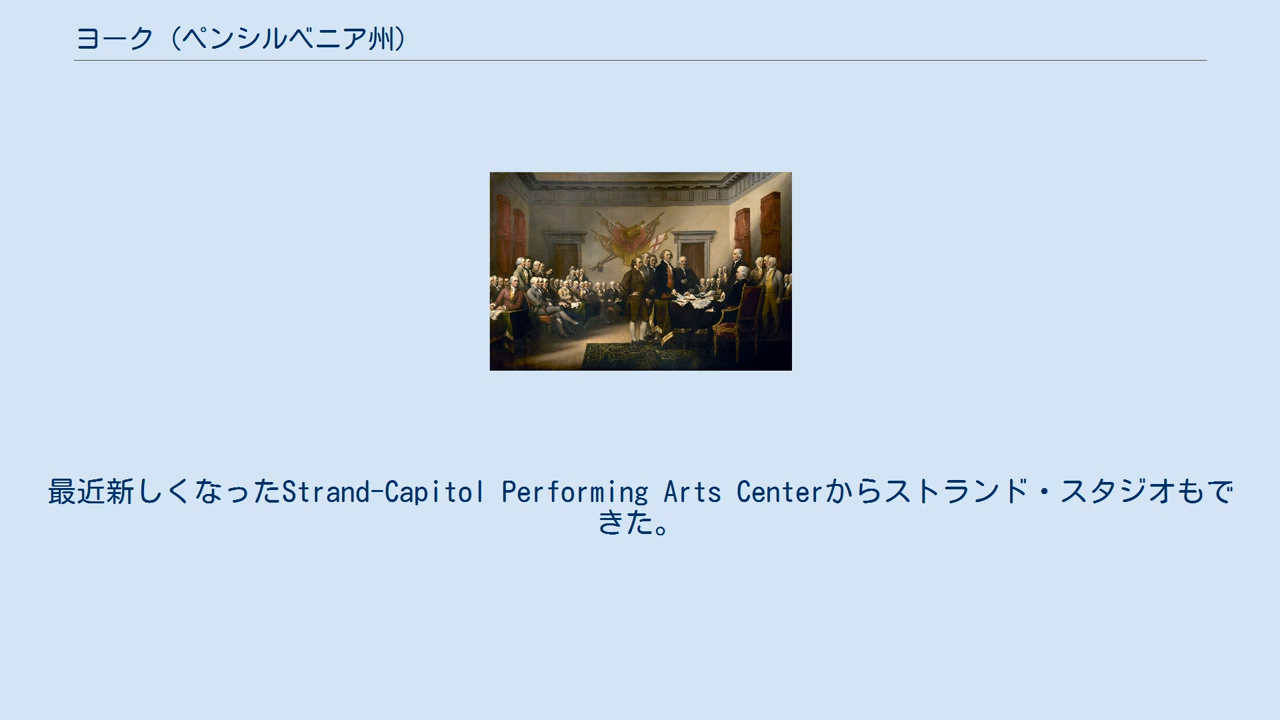 ヨーク（ペンシルベニア州）
最近新しくなったStrand-Capitol Performing Arts Centerからストランド・スタジオもで
きた。